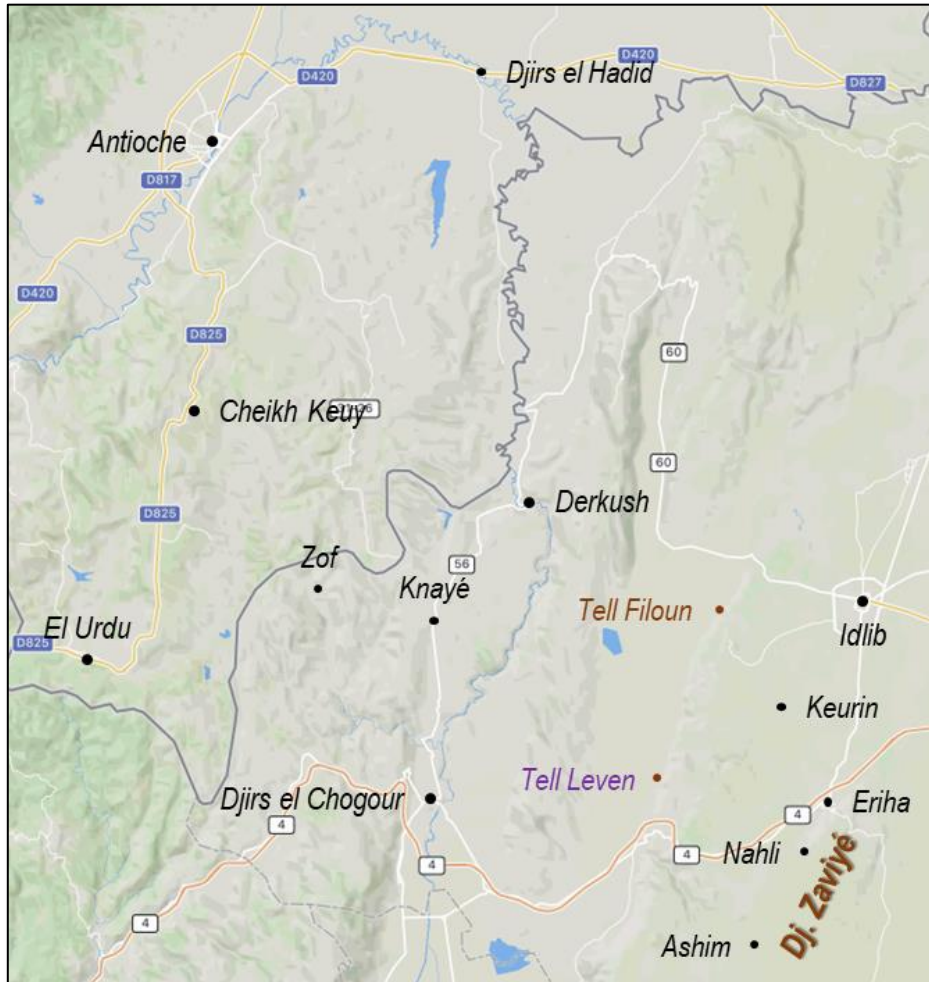 D420
Djirs el Hadid
D420
D827
Antioche
D817
D420
D825
60
Cheikh Keuy
60
D825
Derkush
Zof
56
Knayé
Tell Filoun
El Urdu
D825
Idlib
Keurin
Tell Leven
Djirs el Chogour
4
4
Eriha
4
4
Nahli
Dj. Zaviyé
4
Ashim